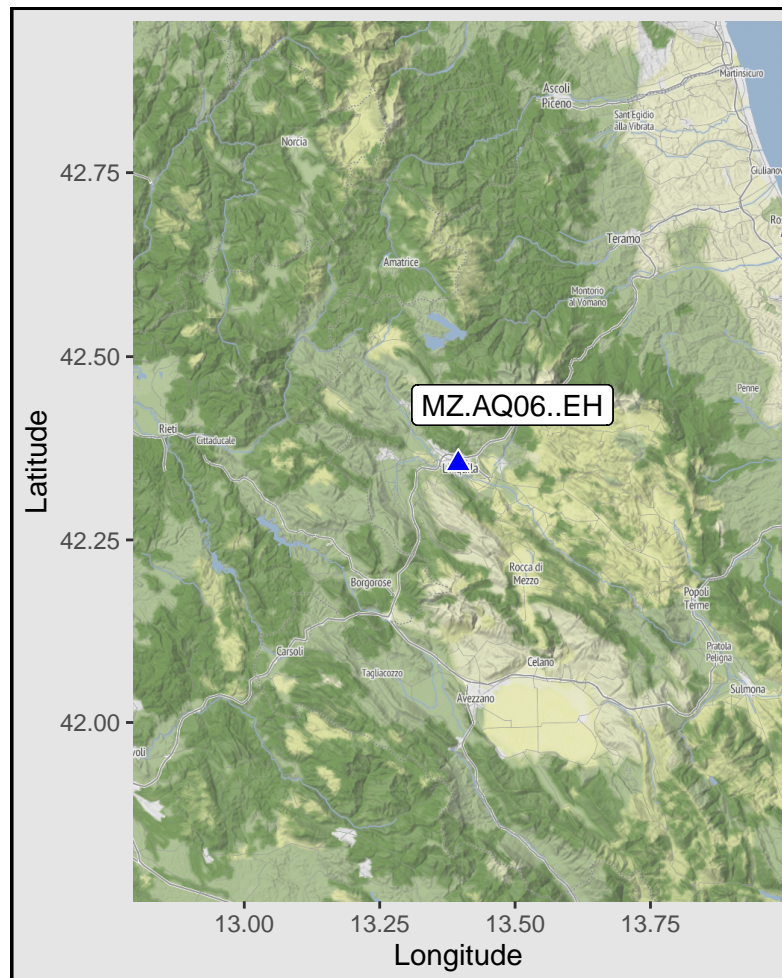 Martinsicuro
Ascoli
Piceno
Sant'Egidio
alla Vibrata
Norcia
42.75
Teramo
Amatrice
Montorio
al Vomano
42.50
Penne
MZ.AQ06..EH
Rieti
Cittaducale
Latitude
42.25
Rocca di
Mezzo
Borgorose
Popoli
Terme
Carsoli
Pratola
Peligna
Celano
Tagliacozzo
Sulmona
Avezzano
42.00
13.00
13.25
13.50
13.75
Longitude